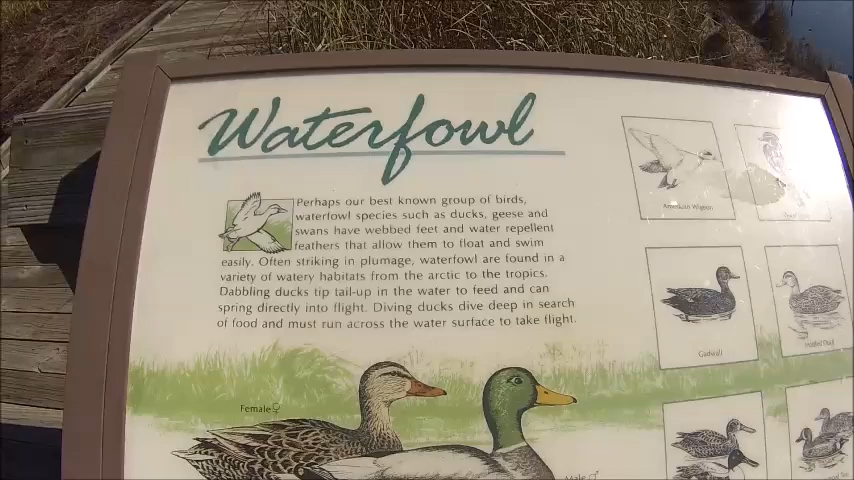 Waterfowl
Perhaps our best known group of birds,
waterfowl species such as ducks, geese and
swans have webbed feet and water repellent
feathers that allow them to float and swim
easily. Often striking in plumage, waterfowl are found in a
variety of watery habitats from the arctic to the tropics.
Dabbling ducks tip tail-up in the water to feed and can
spring directly into flight. Diving ducks dive deep in search
of food and must run across the water surface to take flight.
Female♀
Male♂
American Wigeon
Gadwall
Mottled Duck